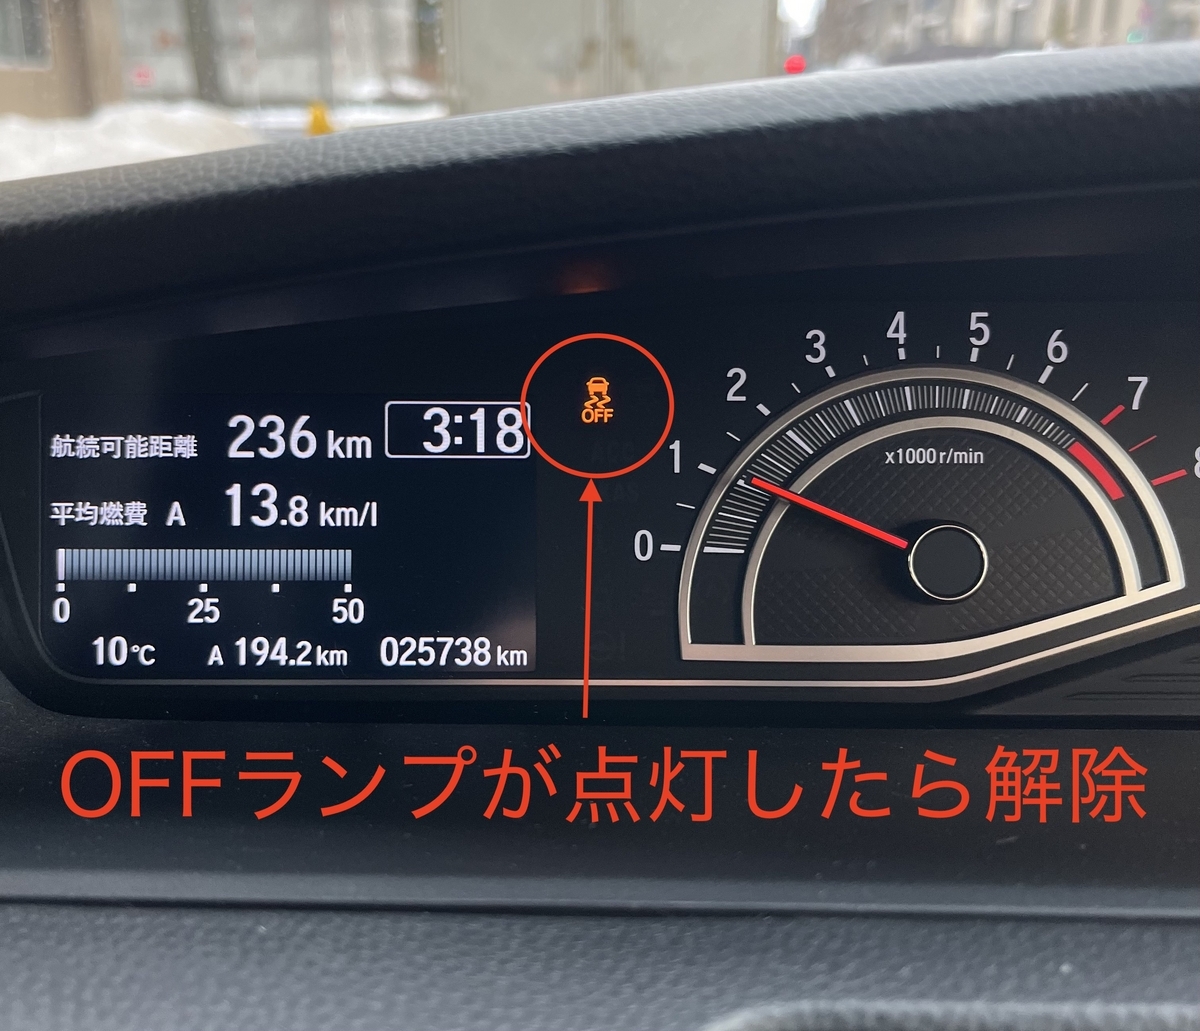 OFF
航続可能距離 236 km 3:18
平均燃費 A 13.8 km/l
0 25 50
10℃ A 194.2 km 025738 km
0 1 2 3 4 5 6 7 8
x1000 r/min
OFFランプが点灯したら解除